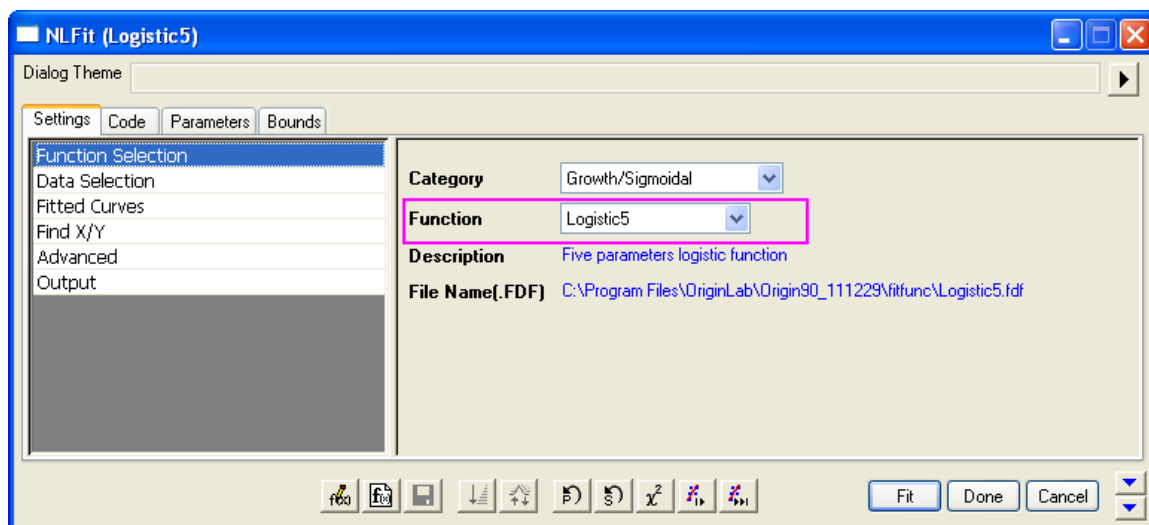 NLFit (Logistic5)
Dialog Theme
Settings Code Parameters Bounds
Function Selection
Data Selection
Fitted Curves
Find X/Y
Advanced
Output
Category Growth/Sigmoidal
Function Logistic5
Description Five parameters logistic function
File Name(.FDF) C:\Program Files\OriginLab\Origin90_111229\fitfunc\Logistic5.fdf
P S χ²
Fit Done Cancel